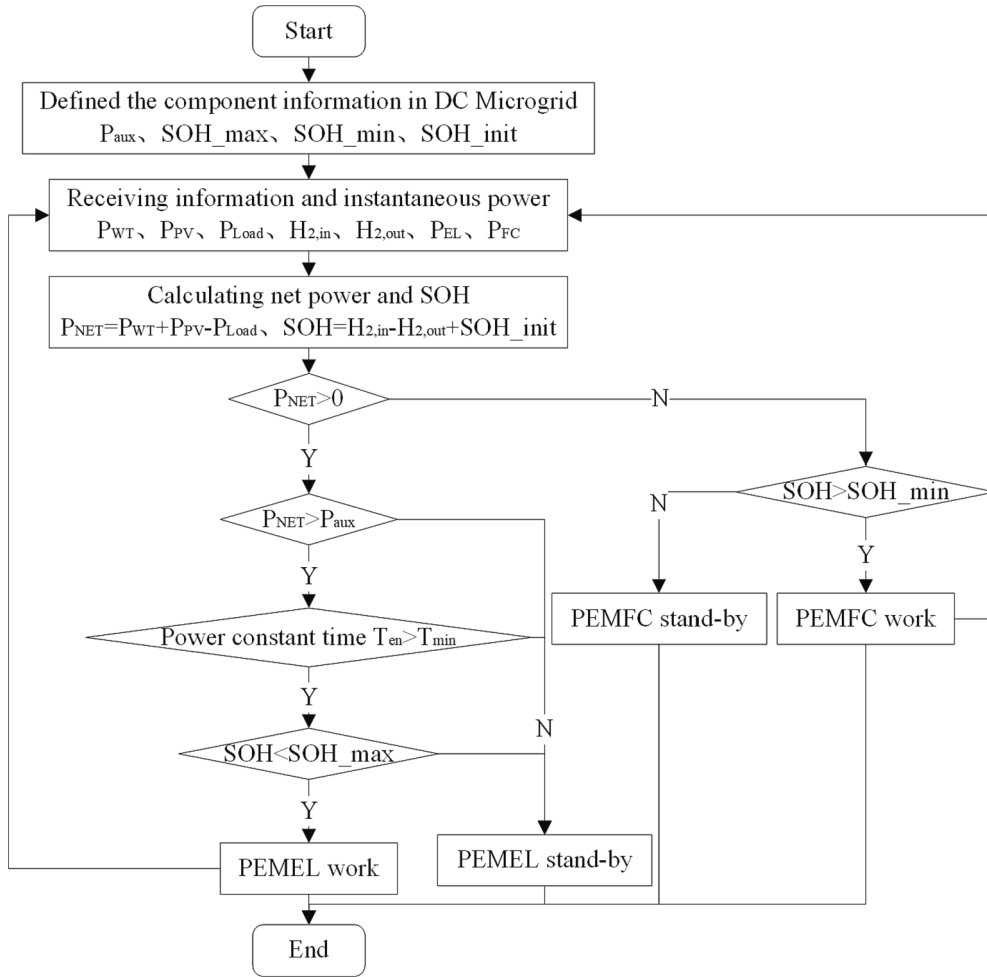 Start
Defined the component information in DC Microgrid
Paux、SOH_max、SOH_min、SOH_init
Receiving information and instantaneous power
PWT、PPV、PLoad、H2,in、H2,out、PEL、PFC
Calculating net power and SOH
PNET=PWT+PPV-PLoad、SOH=H2,in-H2,out+SOH_init
PNET>0
N
Y
SOH>SOH_min
N
PNET>Paux
Y
Y
PEMFC stand-by
PEMFC work
Power constant time Ten>Tmin
Y
N
SOH<SOH_max
Y
PEMEL work
PEMEL stand-by
End